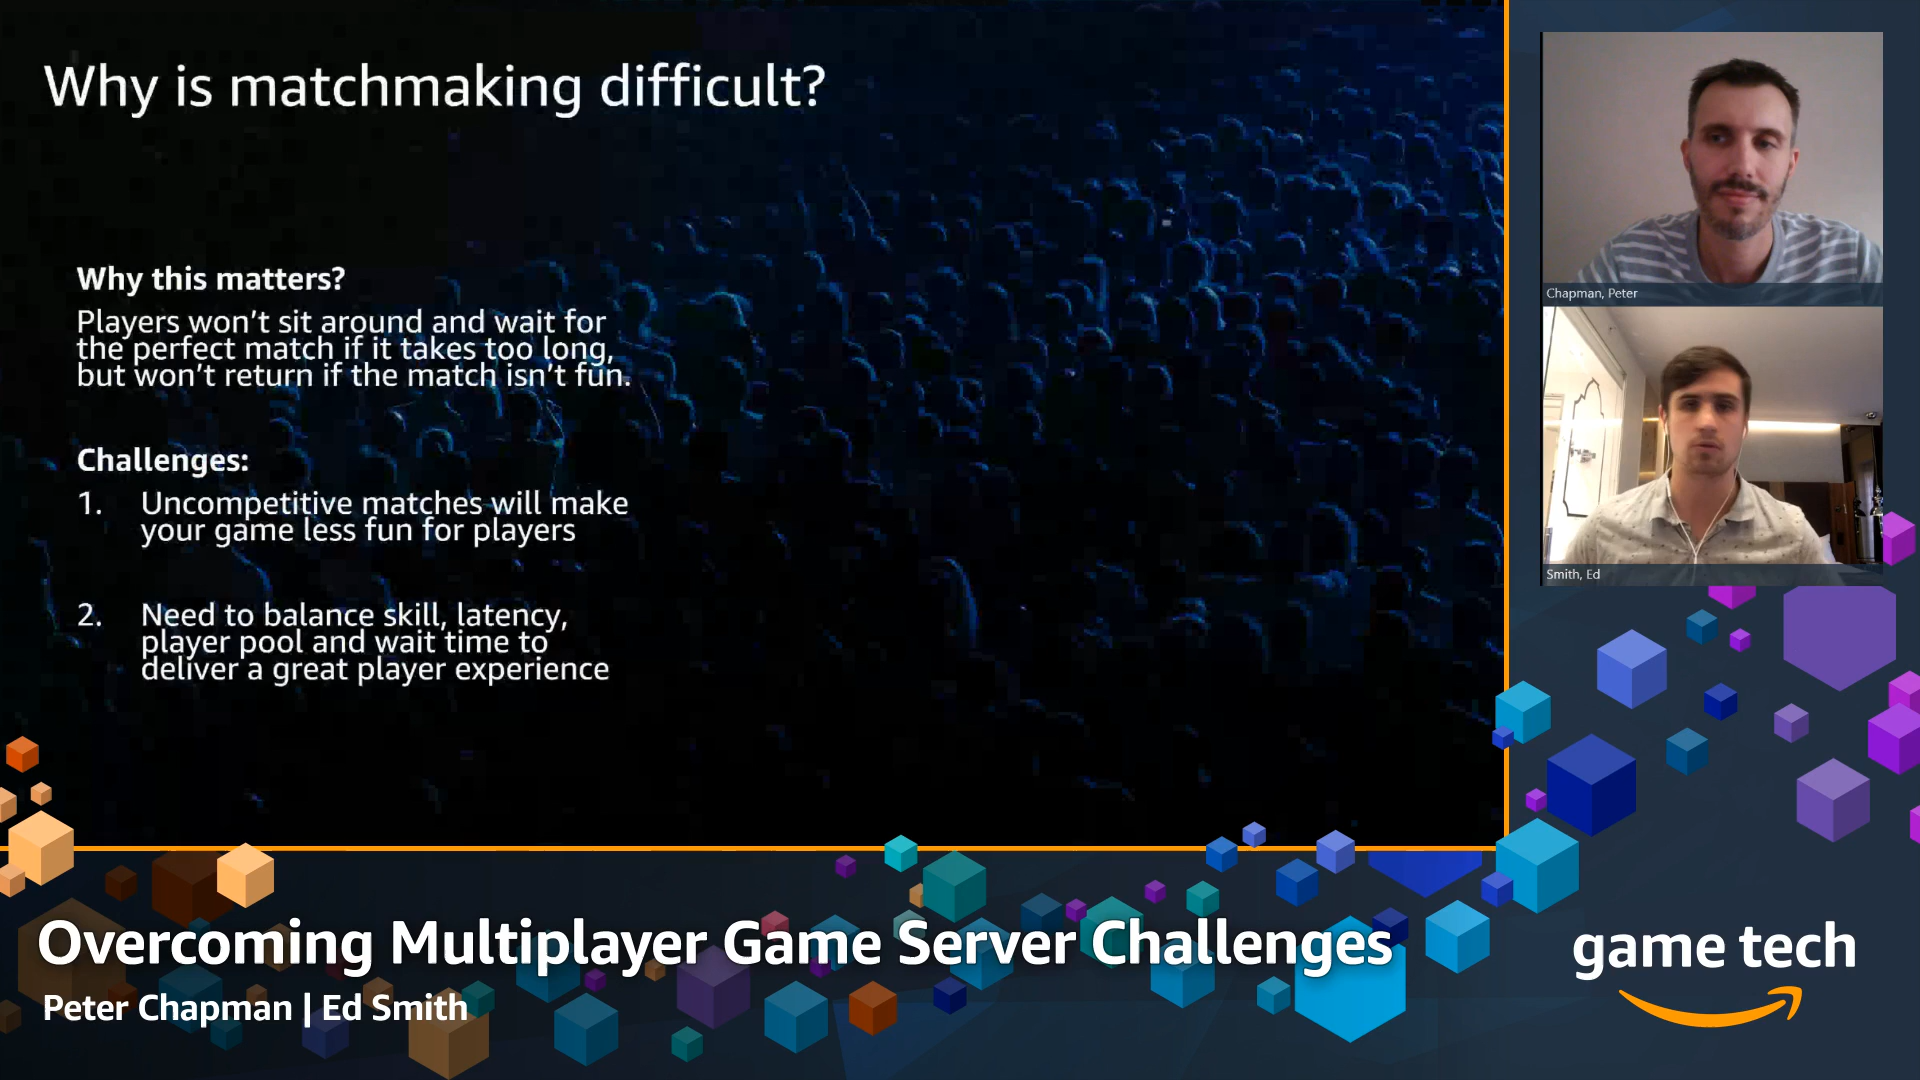 Why is matchmaking difficult?
Why this matters?
Players won't sit around and wait for
the perfect match if it takes too long,
but won't return if the match isn't fun.
Challenges:
1. Uncompetitive matches will make
your game less fun for players
2. Need to balance skill, latency,
player pool and wait time to
deliver a great player experience
Chapman, Peter
Smith, Ed
Overcoming Multiplayer Game Server Challenges
Peter Chapman | Ed Smith
game tech